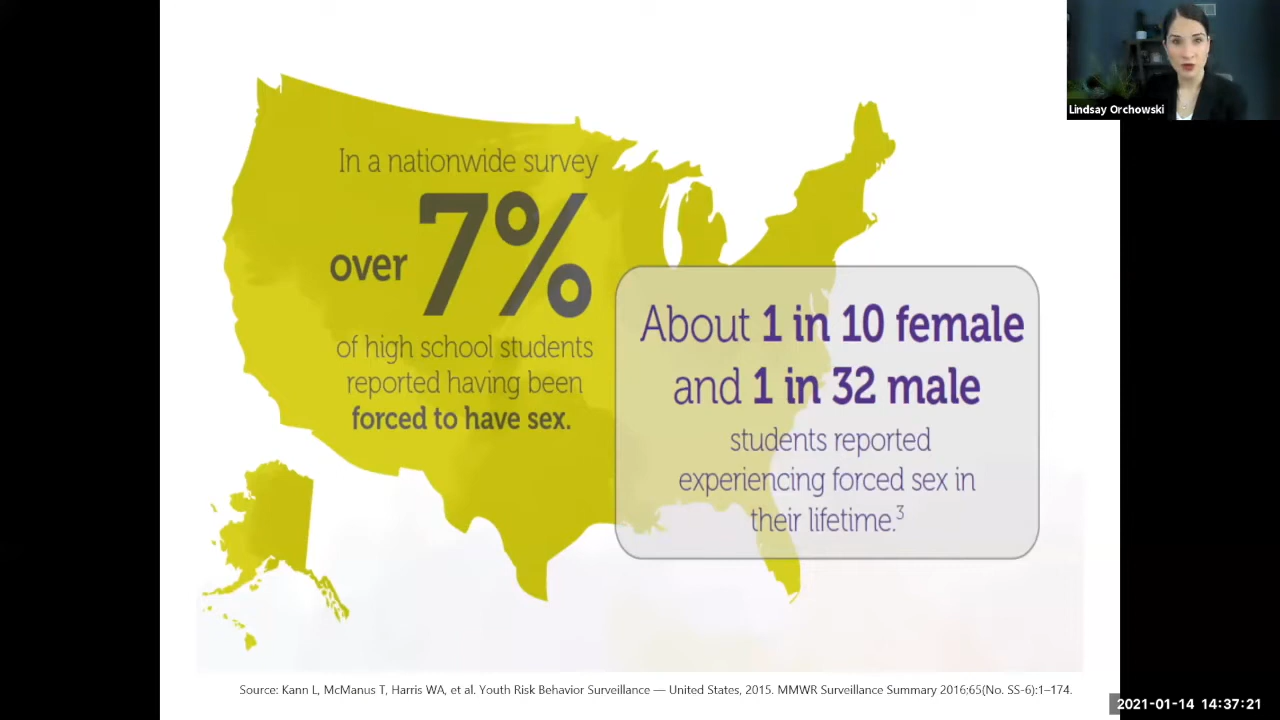 Lindsay Orchowski
In a nationwide survey
over 7%
of high school students
reported having been
forced to have sex.
About 1 in 10 female
and 1 in 32 male
students reported
experiencing forced sex in
their lifetime.3
Source: Kann L, McManus T, Harris WA, et al. Youth Risk Behavior Surveillance — United States, 2015. MMWR Surveillance Summary 2016;65(No. SS-6):1–174.
2021-01-14 14:37:21